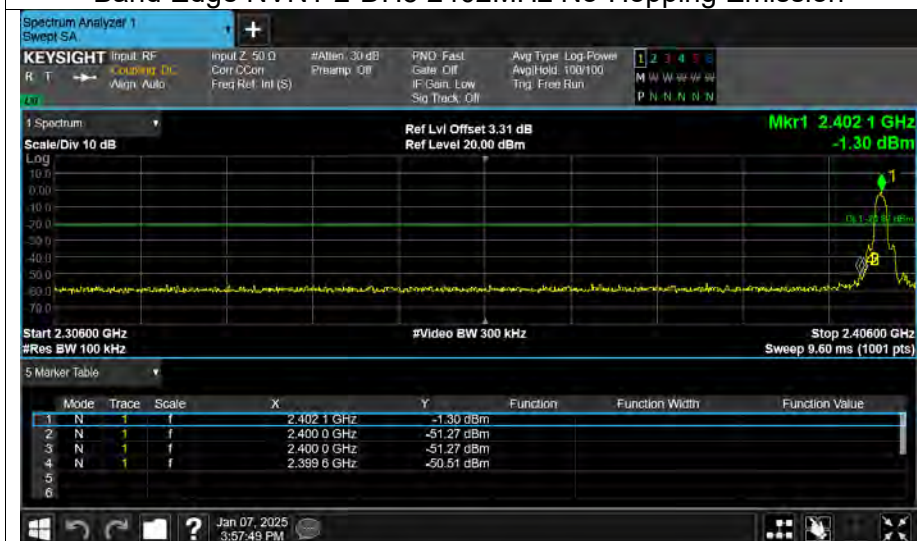 Band Edge NVNT 2-DH5 2402MHz No-Hopping Emission
Spectrum Analyzer 1
Swept SA
+
KEYSIGHT Input: RF Input Z: 50 Ω #Atten: 30 dB PNO: Fast Avg Type: Log-Power 1 2 3 4 5 6
R T Coupling: DC Corr CCorr Preamp: Off Gate: Off Avg|Hold: 100/100 M W W W W W
Align: Auto Freq Ref: Int (S) IF Gain: Low Trig: Free Run
Sig Track: Off P N N N N N
1 Spectrum Ref Lvl Offset 3.31 dB Mkr1 2.402 1 GHz
Scale/Div 10 dB Ref Level 20.00 dBm -1.30 dBm
Log
10.0
0.00
-10.0
-20.0
-30.0
-40.0
-50.0
-60.0
-70.0
1
Start 2.30600 GHz #Video BW 300 kHz Stop 2.40600 GHz
#Res BW 100 kHz Sweep 9.60 ms (1001 pts)
5 Marker Table
Mode Trace Scale X Y Function Function Width Function Value
1 N 1 f 2.402 1 GHz -1.30 dBm
2 N 1 f 2.400 0 GHz -51.27 dBm
3 N 1 f 2.400 0 GHz -51.27 dBm
4 N 1 f 2.399 6 GHz -50.51 dBm
5
6
? Jan 07, 2025
3:57:49 PM